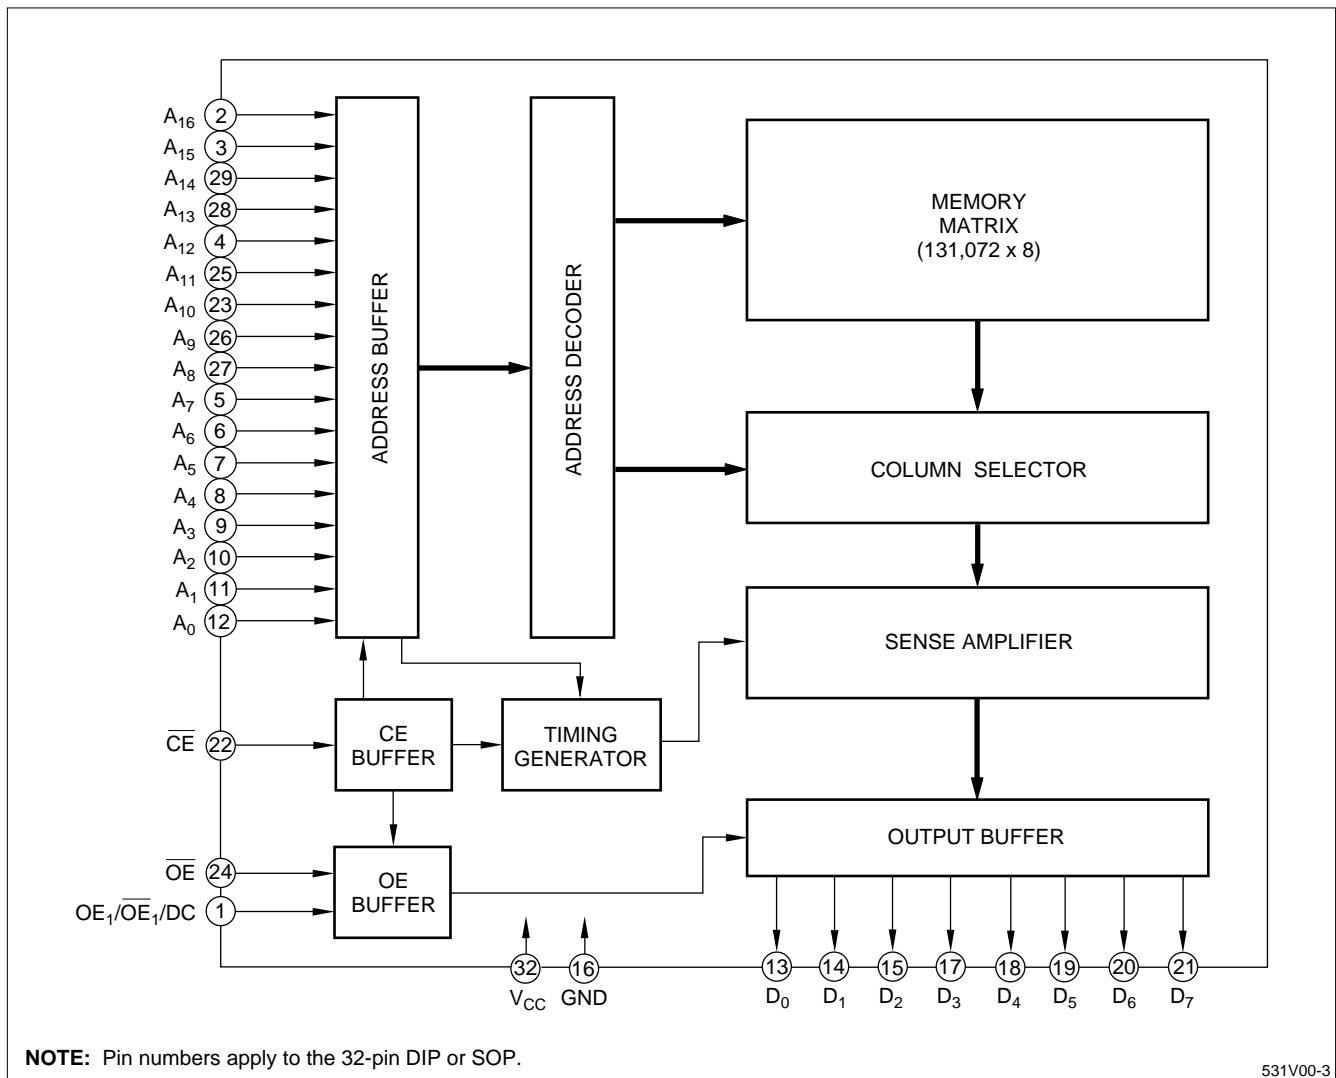 A16 2
A15 3
A14 29
A13 28
A12 4
A11 25
A10 23
A9 26
A8 27
A7 5
A6 6
A5 7
A4 8
A3 9
A2 10
A1 11
A0 12
CE 22
OE 24
OE1/OE1/DC 1
ADDRESS BUFFER
ADDRESS DECODER
MEMORY
MATRIX
(131,072 x 8)
COLUMN SELECTOR
SENSE AMPLIFIER
CE
BUFFER
TIMING
GENERATOR
OE
BUFFER
OUTPUT BUFFER
32 16 13 14 15 17 18 19 20 21
VCC GND D0 D1 D2 D3 D4 D5 D6 D7
NOTE: Pin numbers apply to the 32-pin DIP or SOP.
531V00-3